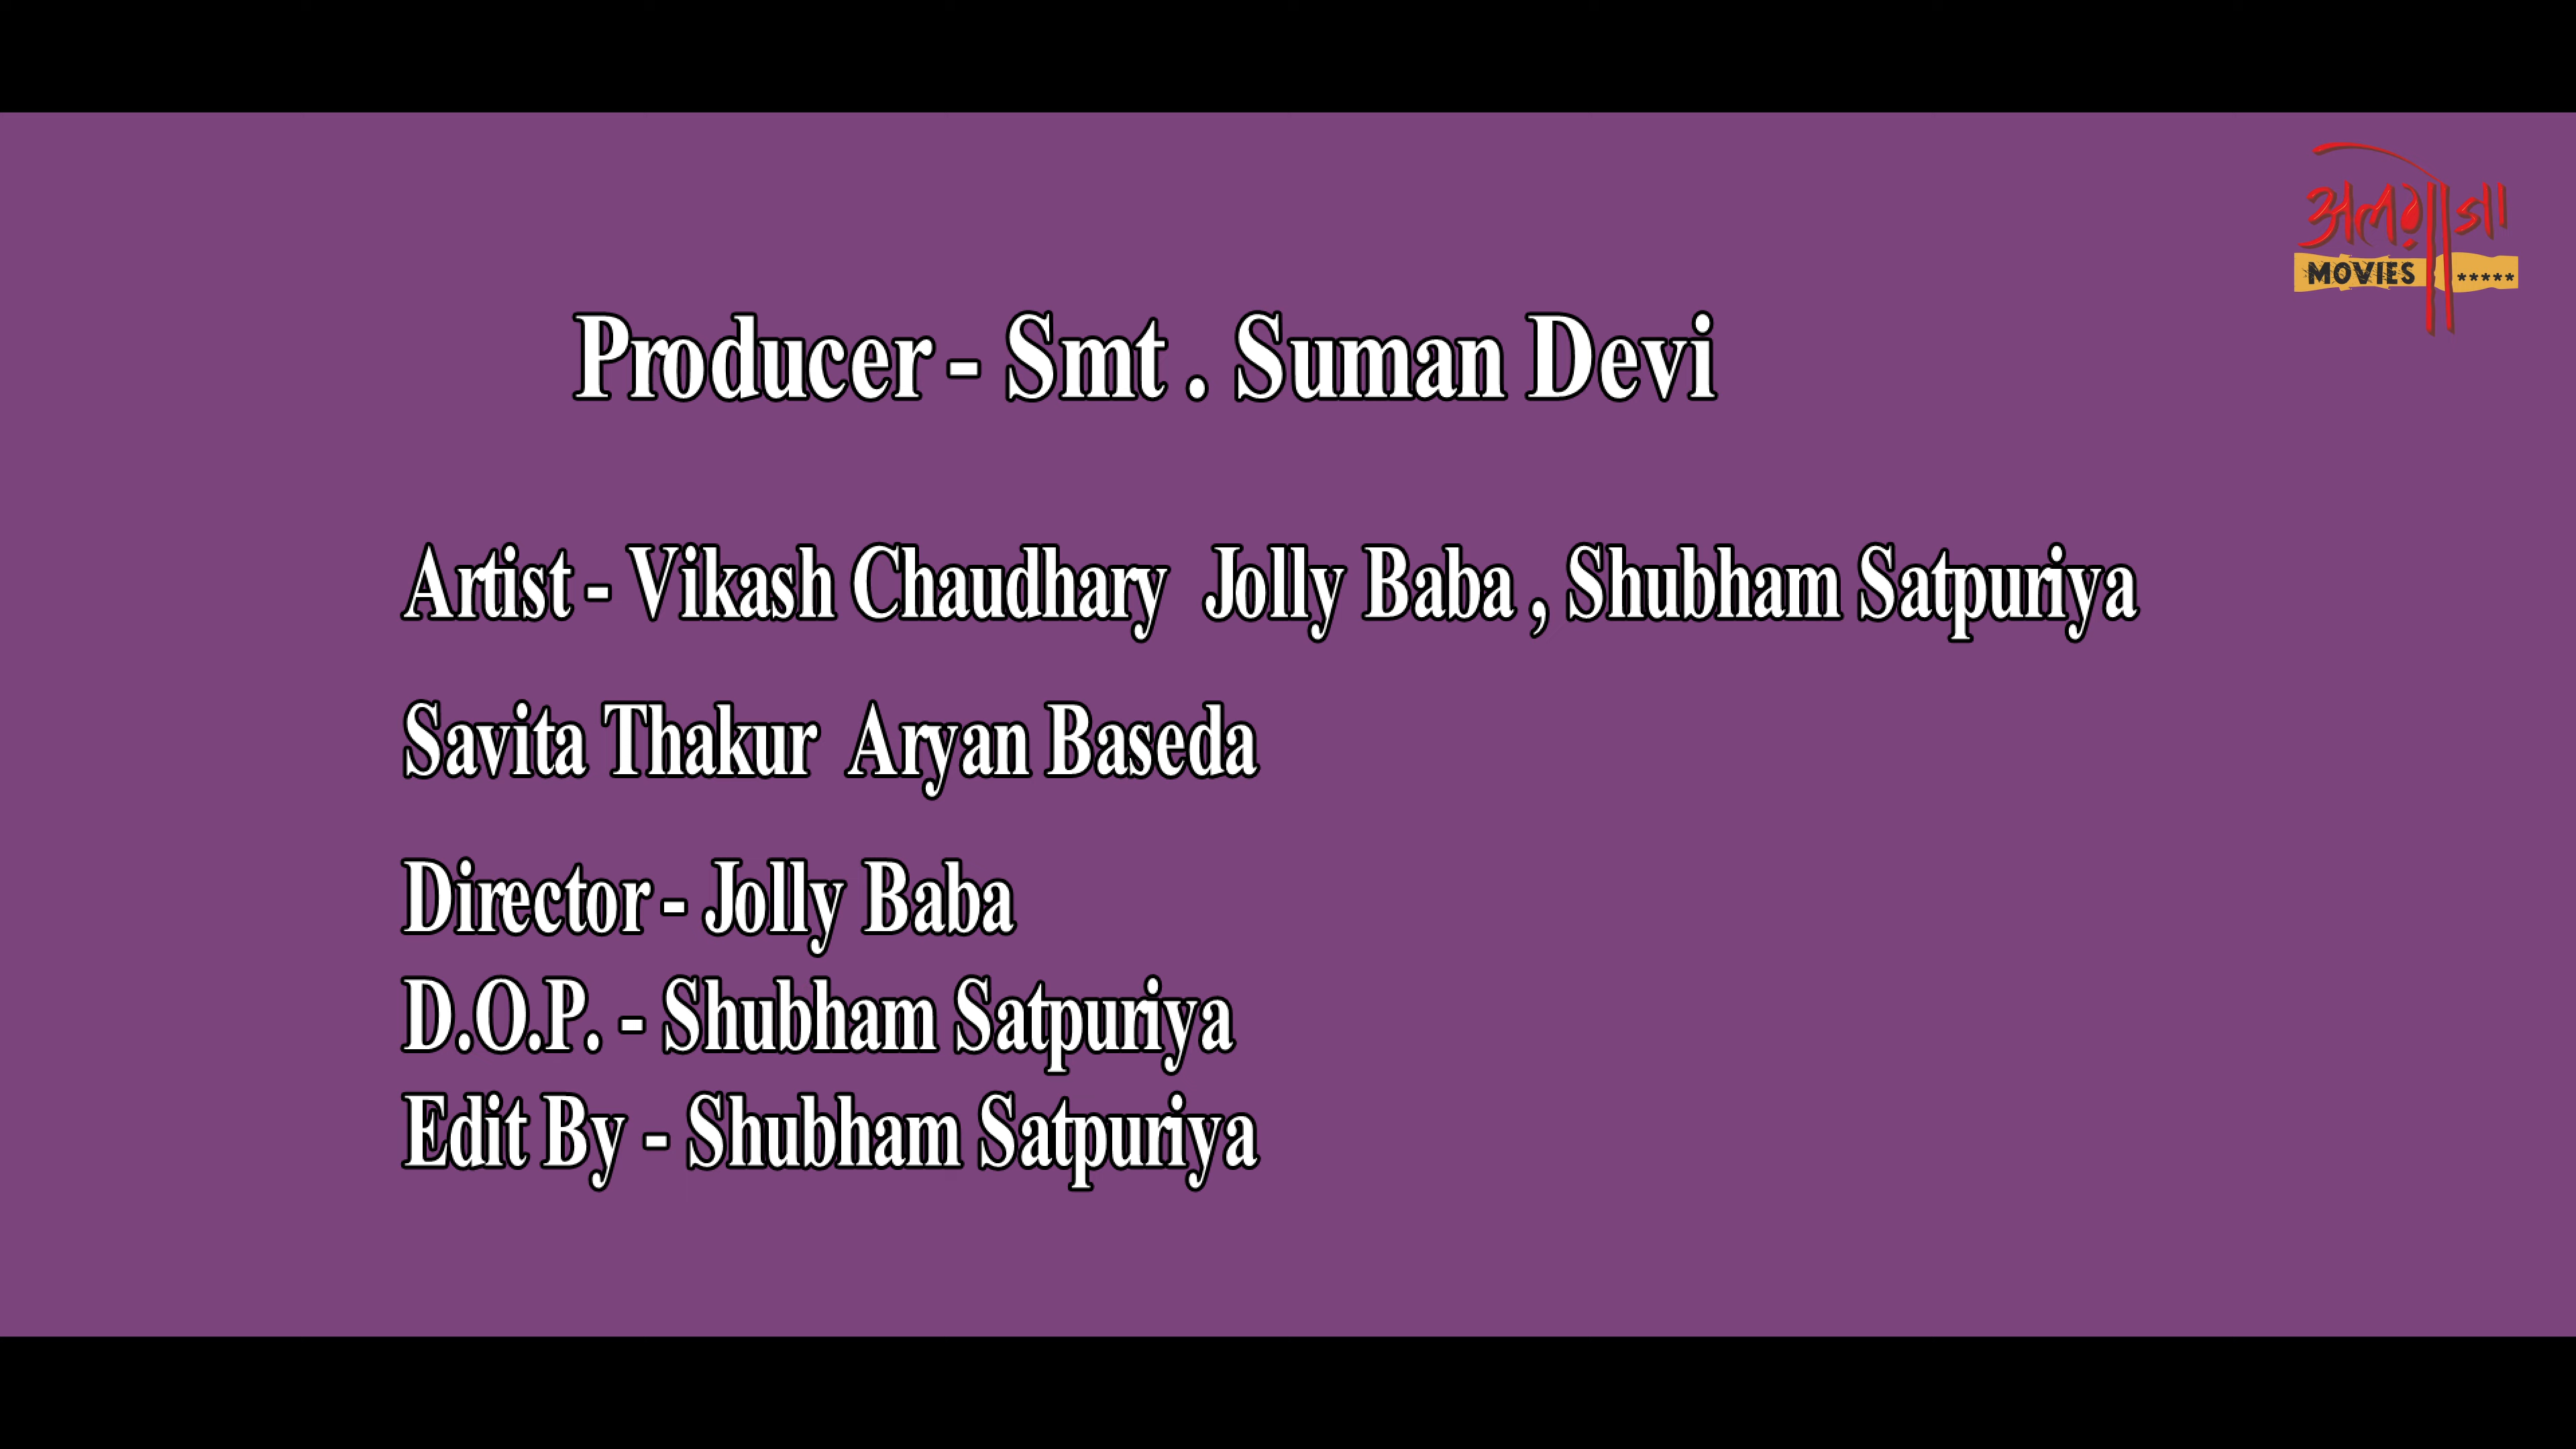 अलगोजा
MOVIES *****
Producer - Smt . Suman Devi
Artist - Vikash Chaudhary Jolly Baba , Shubham Satpuriya
Savita Thakur Aryan Baseda
Director - Jolly Baba
D.O.P. - Shubham Satpuriya
Edit By - Shubham Satpuriya